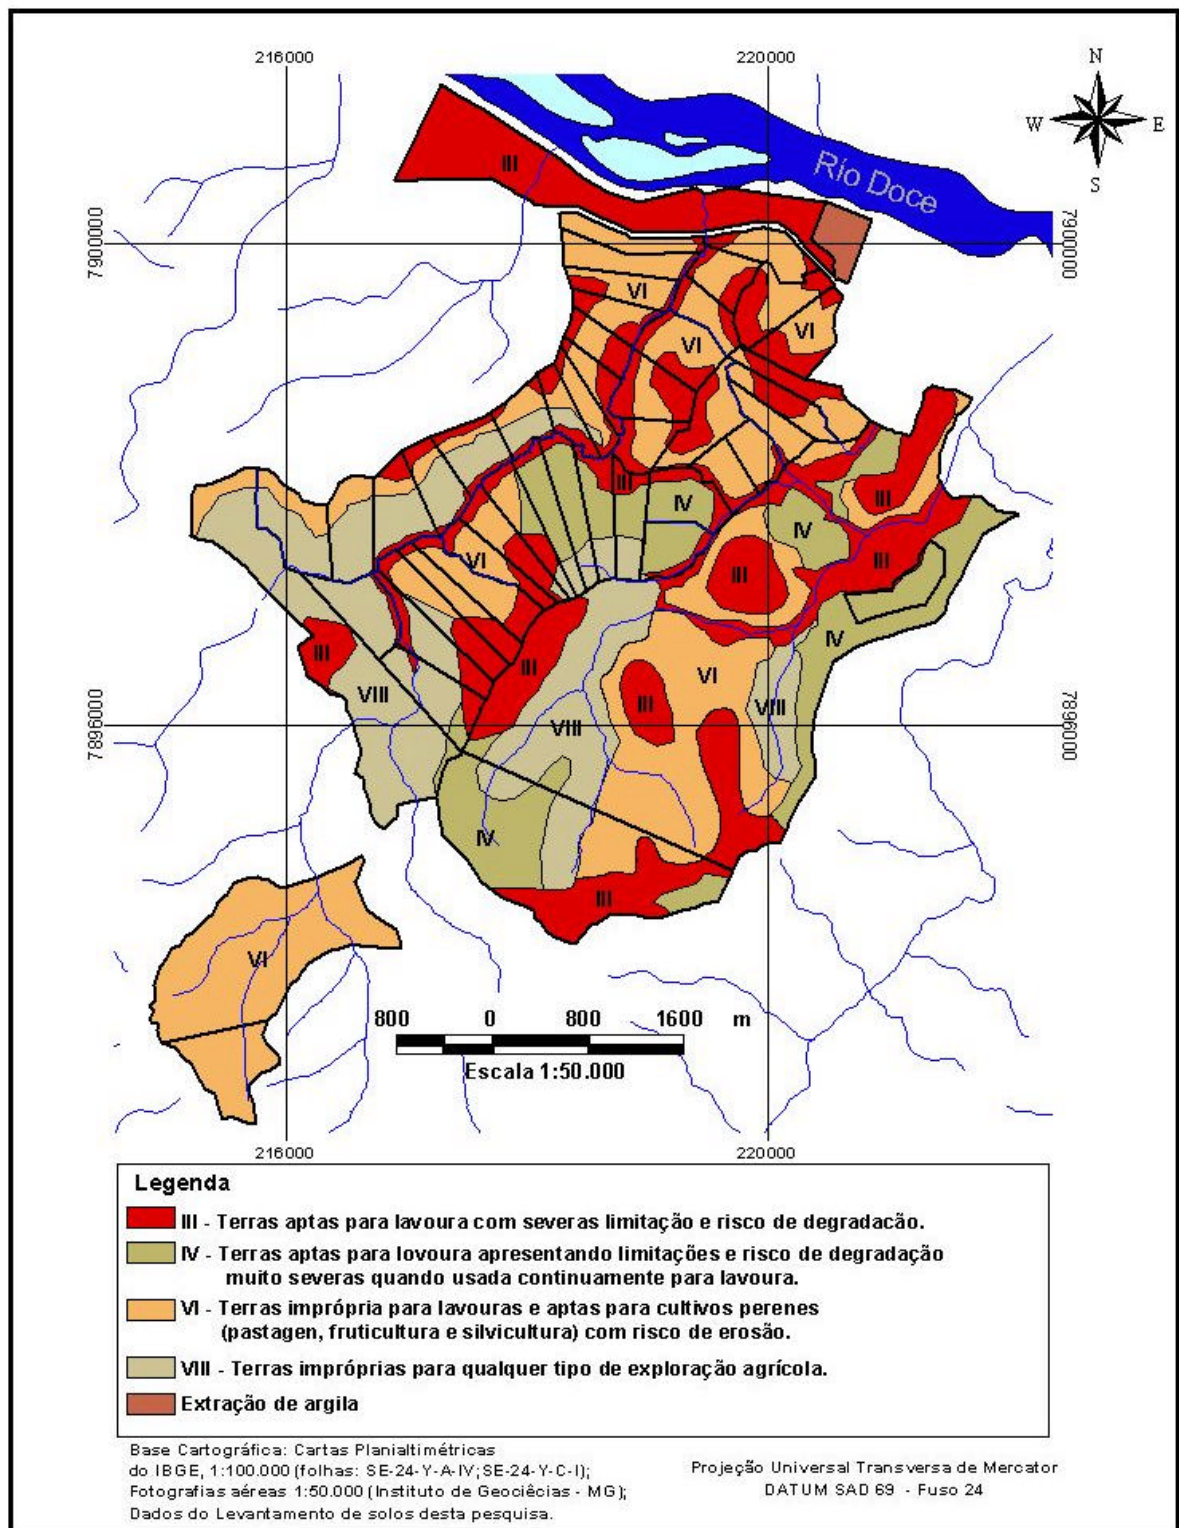 216000
220000
N
W
E
S
Río Doce
III
7900000
7900000
VI
VI
VI
III
IV
III
IV
VI
III
III
IV
III
III
VI
VIII
III
VIII
VIII
7896000
7896000
IV
III
VI
800 0 800 1600 m
Escala 1:50.000
216000
220000
Legenda
III - Terras aptas para lavoura com severas limitação e risco de degradacão.
IV - Terras aptas para lovoura apresentando limitações e risco de degradação
muito severas quando usada continuamente para lavoura.
VI - Terras imprópria para lavouras e aptas para cultivos perenes
(pastagen, fruticultura e silvicultura) com risco de erosão.
VIII - Terras impróprias para qualquer tipo de exploração agrícola.
Extração de argila
Base Cartográfica: Cartas Planialtimétricas
do IBGE, 1:100.000 (folhas: SE-24-Y-A-IV; SE-24-Y-C-I);
Fotografias aéreas 1:50.000 (Instituto de Geociêcias - MG);
Dados do Levantamento de solos desta pesquisa.
Projeção Universal Transversa de Mercator
DATUM SAD 69 - Fuso 24